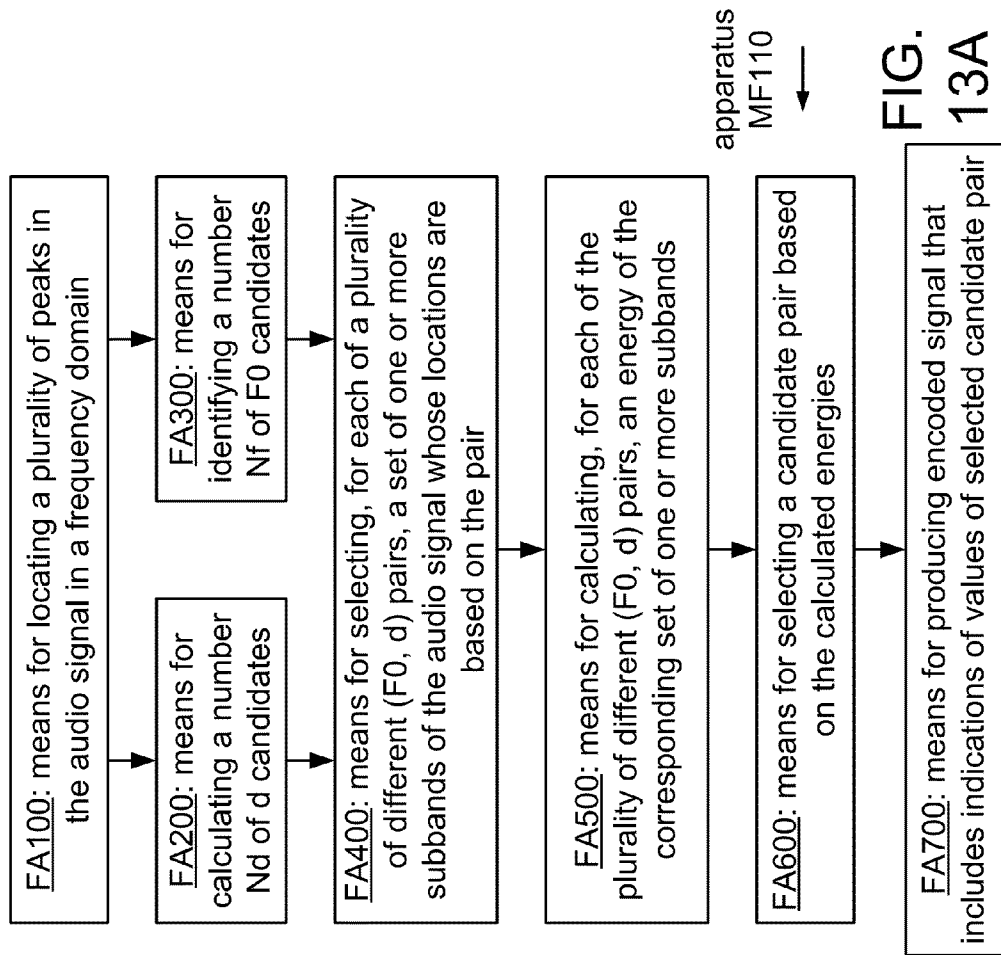 FA100: means for locating a plurality of peaks in
the audio signal in a frequency domain
FA200: means for
calculating a number
Nd of d candidates
FA300: means for
identifying a number
Nf of F0 candidates
FA400: means for selecting, for each of a plurality
of different (F0, d) pairs, a set of one or more
subbands of the audio signal whose locations are
based on the pair
FA500: means for calculating, for each of the
plurality of different (F0, d) pairs, an energy of the
corresponding set of one or more subbands
FA600: means for selecting a candidate pair based
on the calculated energies
FA700: means for producing encoded signal that
includes indications of values of selected candidate pair
apparatus
MF110
FIG.
13A